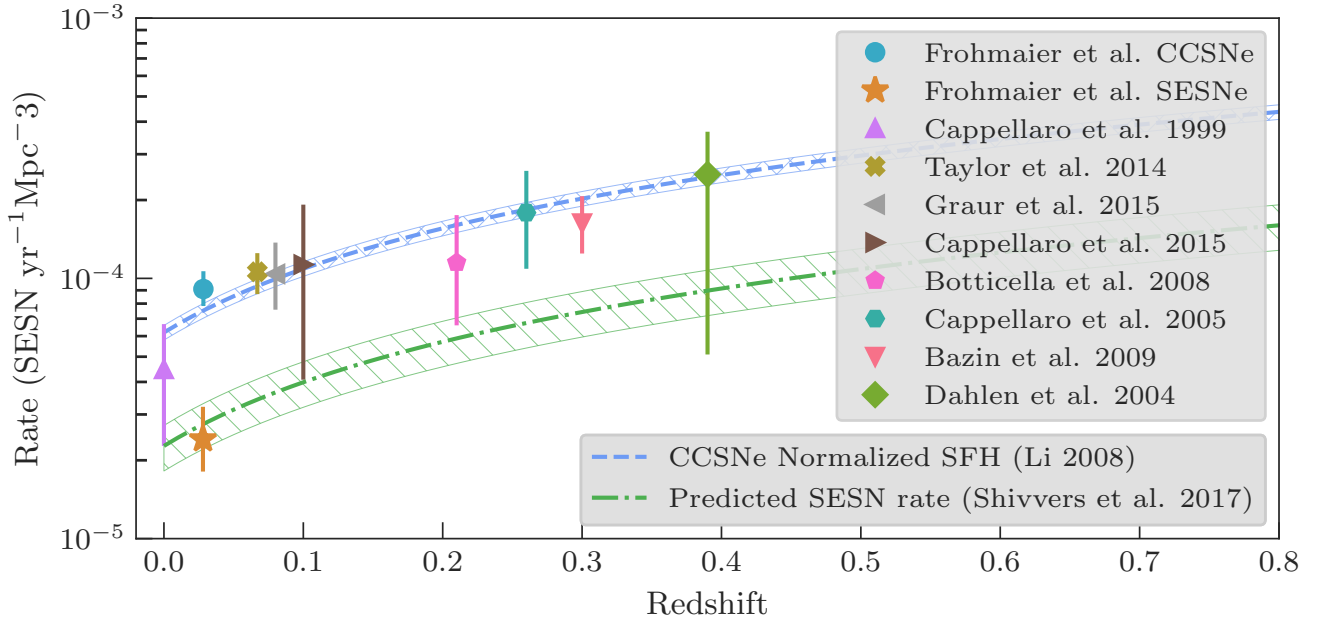 10⁻³
10⁻⁴
10⁻⁵
Rate (SESN yr⁻¹Mpc⁻3)
Frohmaier et al. CCSNe
Frohmaier et al. SESNe
Cappellaro et al. 1999
Taylor et al. 2014
Graur et al. 2015
Cappellaro et al. 2015
Botticella et al. 2008
Cappellaro et al. 2005
Bazin et al. 2009
Dahlen et al. 2004
CCSNe Normalized SFH (Li 2008)
Predicted SESN rate (Shivvers et al. 2017)
0.0 0.1 0.2 0.3 0.4 0.5 0.6 0.7 0.8
Redshift